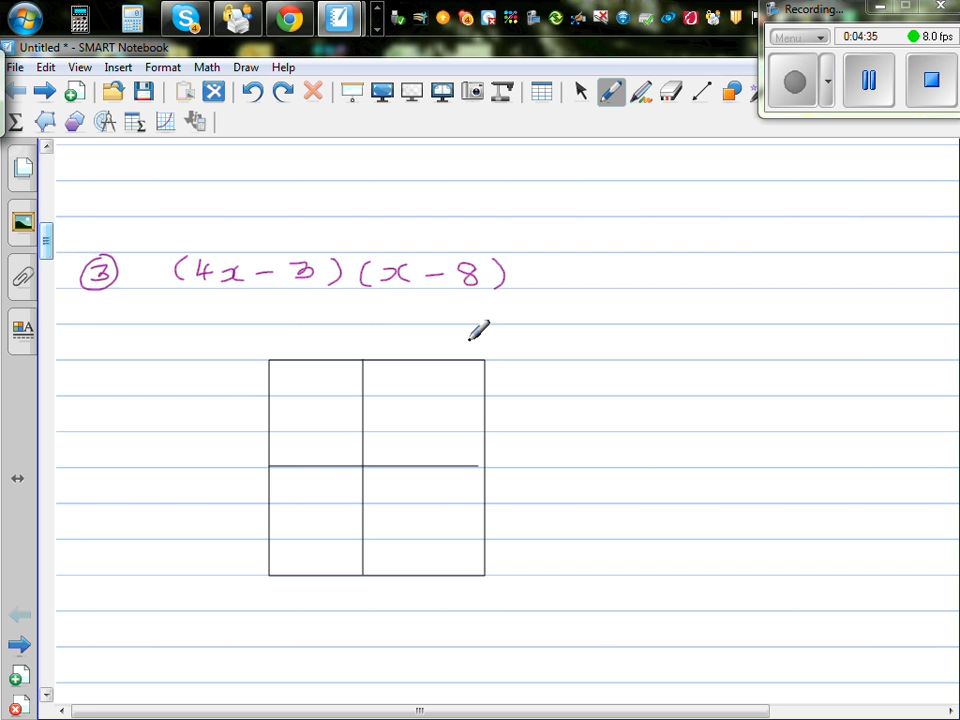 Recording...
Menu
0:04:35
8.0 fps
4
Untitled * - SMART Notebook
File Edit View Insert Format Math Draw Help
③ (4x - 3)(x - 8)